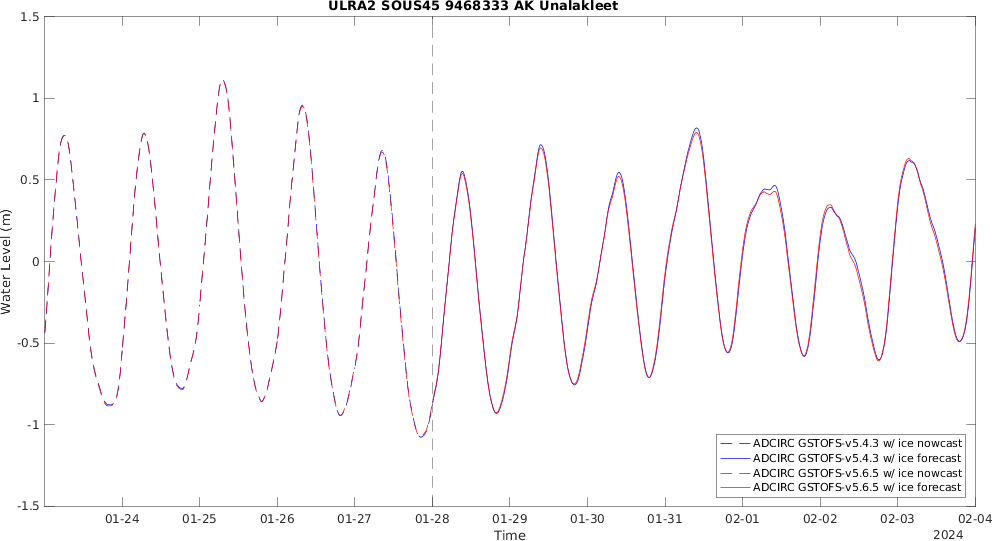 ULRA2 SOUS45 9468333 AK Unalakleet
1.5
1
0.5
0
-0.5
-1
-1.5
Water Level (m)
01-24 01-25 01-26 01-27 01-28 01-29 01-30 01-31 02-01 02-02 02-03 02-04
Time
2024
ADCIRC GSTOFS-v5.4.3 w/ ice nowcast
ADCIRC GSTOFS-v5.4.3 w/ ice forecast
ADCIRC GSTOFS-v5.6.5 w/ ice nowcast
ADCIRC GSTOFS-v5.6.5 w/ ice forecast